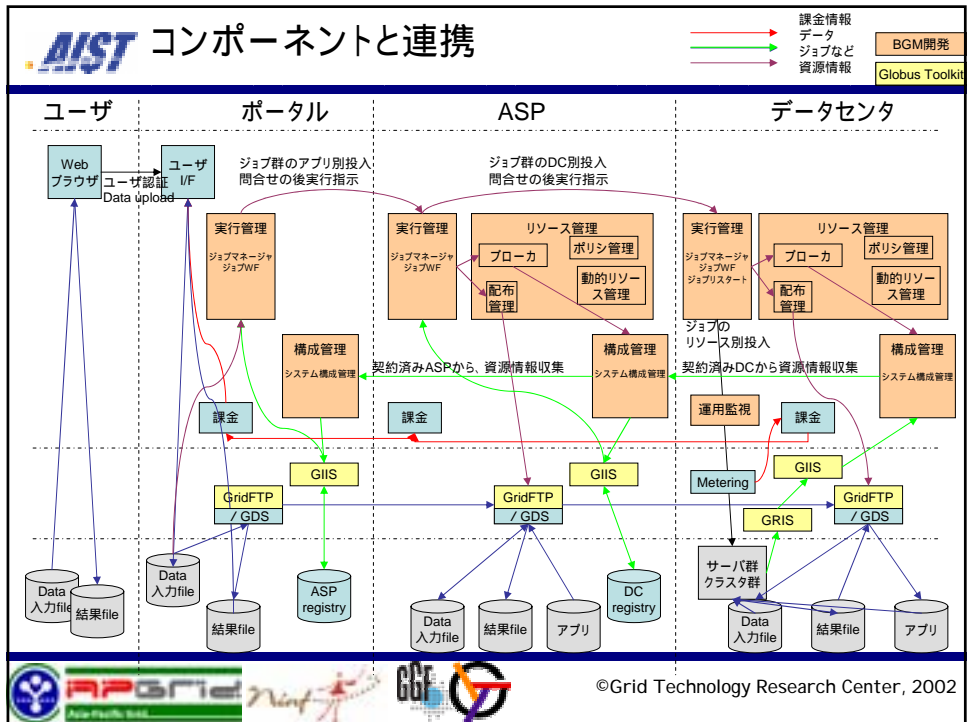 AIST
コンポーネントと連携
課金情報
データ
ジョブなど
資源情報
BGM開発
Globus Toolkit
ユーザ
ポータル
ASP
データセンタ
Web
ブラウザ
ユーザ認証
Data upload
ユーザ
I/F
ジョブ群のアプリ別投入
問合せの後実行指示
ジョブ群のDC別投入
問合せの後実行指示
実行管理
ジョブマネージャ
ジョブWF
実行管理
ジョブマネージャ
ジョブWF
リソース管理
ブローカ
ポリシ管理
配布
管理
動的リソー
ス管理
実行管理
ジョブマネージャ
ジョブWF
ジョブリスタート
リソース管理
ブローカ
ポリシ管理
配布
管理
動的リソー
ス管理
ジョブの
リソース別投入
構成管理
システム構成管理
契約済みASPから、資源情報収集
構成管理
システム構成管理
契約済みDCから資源情報収集
構成管理
システム構成管理
課金
課金
運用監視
課金
GIIS
GIIS
GIIS
Metering
GridFTP
/ GDS
GridFTP
/ GDS
GRIS
GridFTP
/ GDS
サーバ群
クラスタ群
Data
入力file
結果file
Data
入力file
結果file
ASP
registry
Data
入力file
結果file
アプリ
DC
registry
Data
入力file
結果file
アプリ
APGrid
Asia-Pacific Grid
Ninf
GGF
©Grid Technology Research Center, 2002